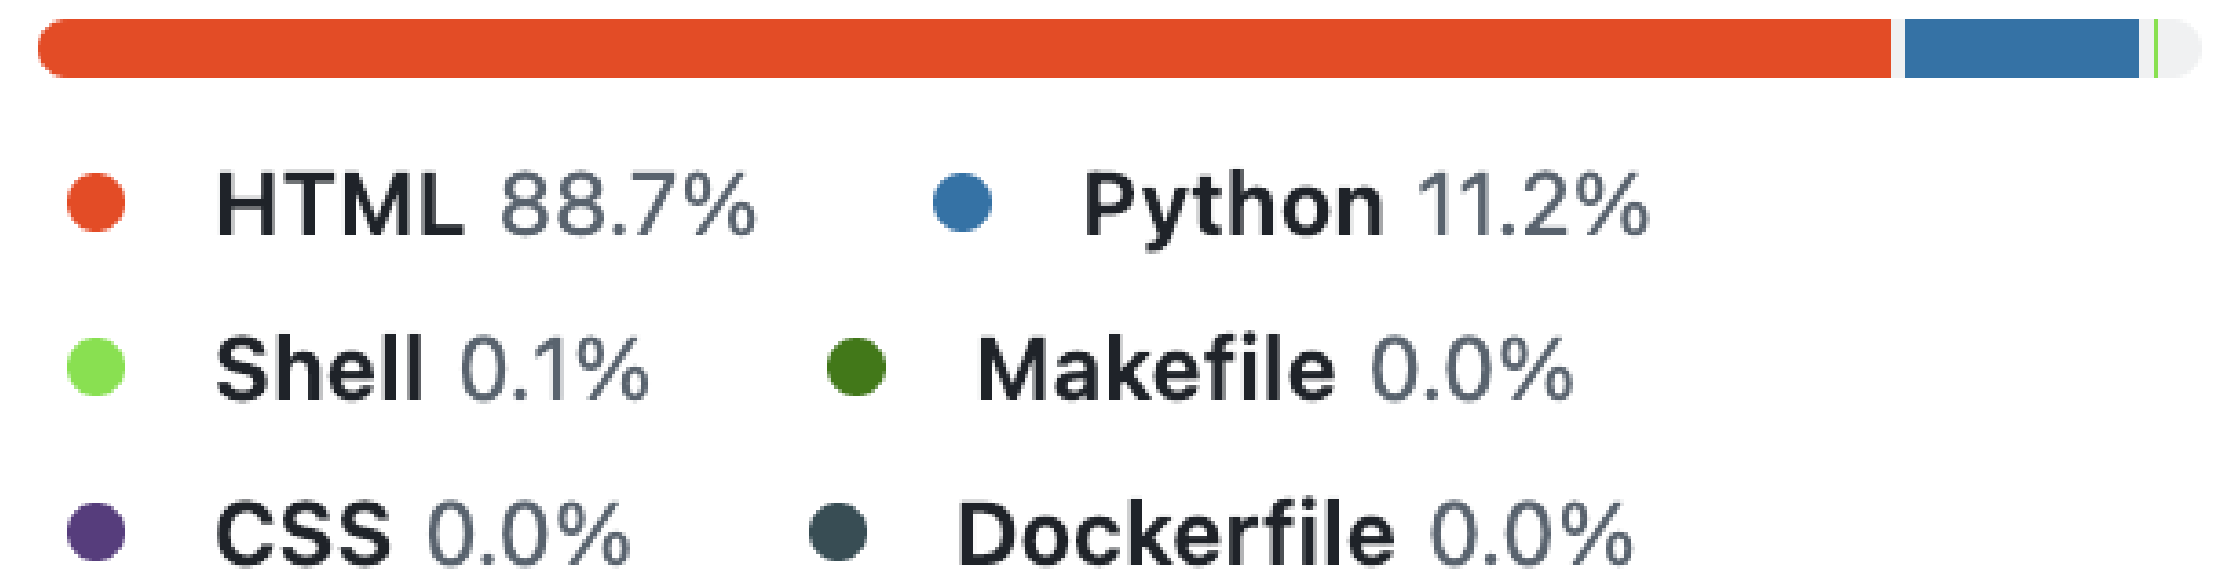 HTML 88.7% Python 11.2%
Shell 0.1% Makefile 0.0%
CSS 0.0% Dockerfile 0.0%